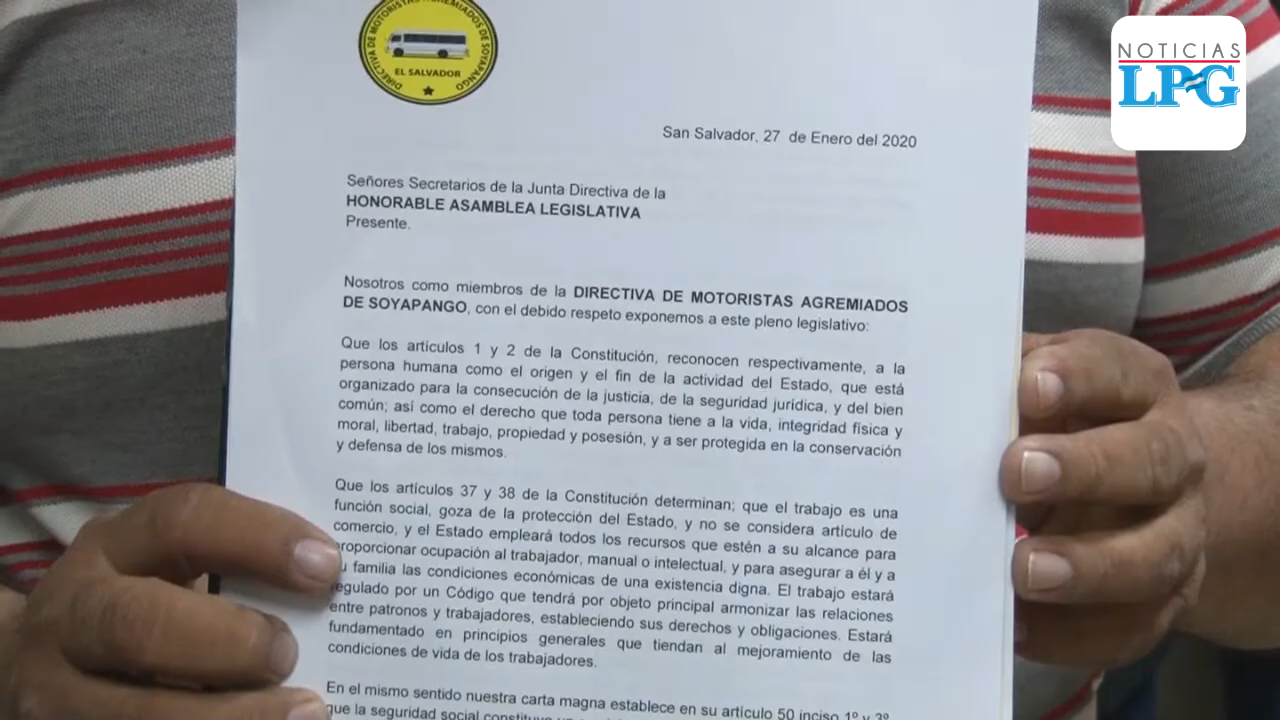 DIRECTIVA DE MOTORISTAS AGREMIADOS DE SOYAPANGO
EL SALVADOR
NOTICIAS
LPG
San Salvador, 27 de Enero del 2020
Señores Secretarios de la Junta Directiva de la
HONORABLE ASAMBLEA LEGISLATIVA
Presente.
Nosotros como miembros de la DIRECTIVA DE MOTORISTAS AGREMIADOS
DE SOYAPANGO, con el debido respeto exponemos a este pleno legislativo:
Que los artículos 1 y 2 de la Constitución, reconocen respectivamente, a la
persona humana como el origen y el fin de la actividad del Estado, que está
organizado para la consecución de la justicia, de la seguridad jurídica, y del bien
común; así como el derecho que toda persona tiene a la vida, integridad física y
moral, libertad, trabajo, propiedad y posesión, y a ser protegida en la conservación
y defensa de los mismos.
Que los artículos 37 y 38 de la Constitución determinan; que el trabajo es una
función social, goza de la protección del Estado, y no se considera artículo de
comercio, y el Estado empleará todos los recursos que estén a su alcance para
proporcionar ocupación al trabajador, manual o intelectual, y para asegurar a él y a
su familia las condiciones económicas de una existencia digna. El trabajo estará
regulado por un Código que tendrá por objeto principal armonizar las relaciones
entre patronos y trabajadores, estableciendo sus derechos y obligaciones. Estará
fundamentado en principios generales que tiendan al mejoramiento de las
condiciones de vida de los trabajadores.
En el mismo sentido nuestra carta magna establece en su artículo 50 inciso 1º y 3º
que la seguridad social